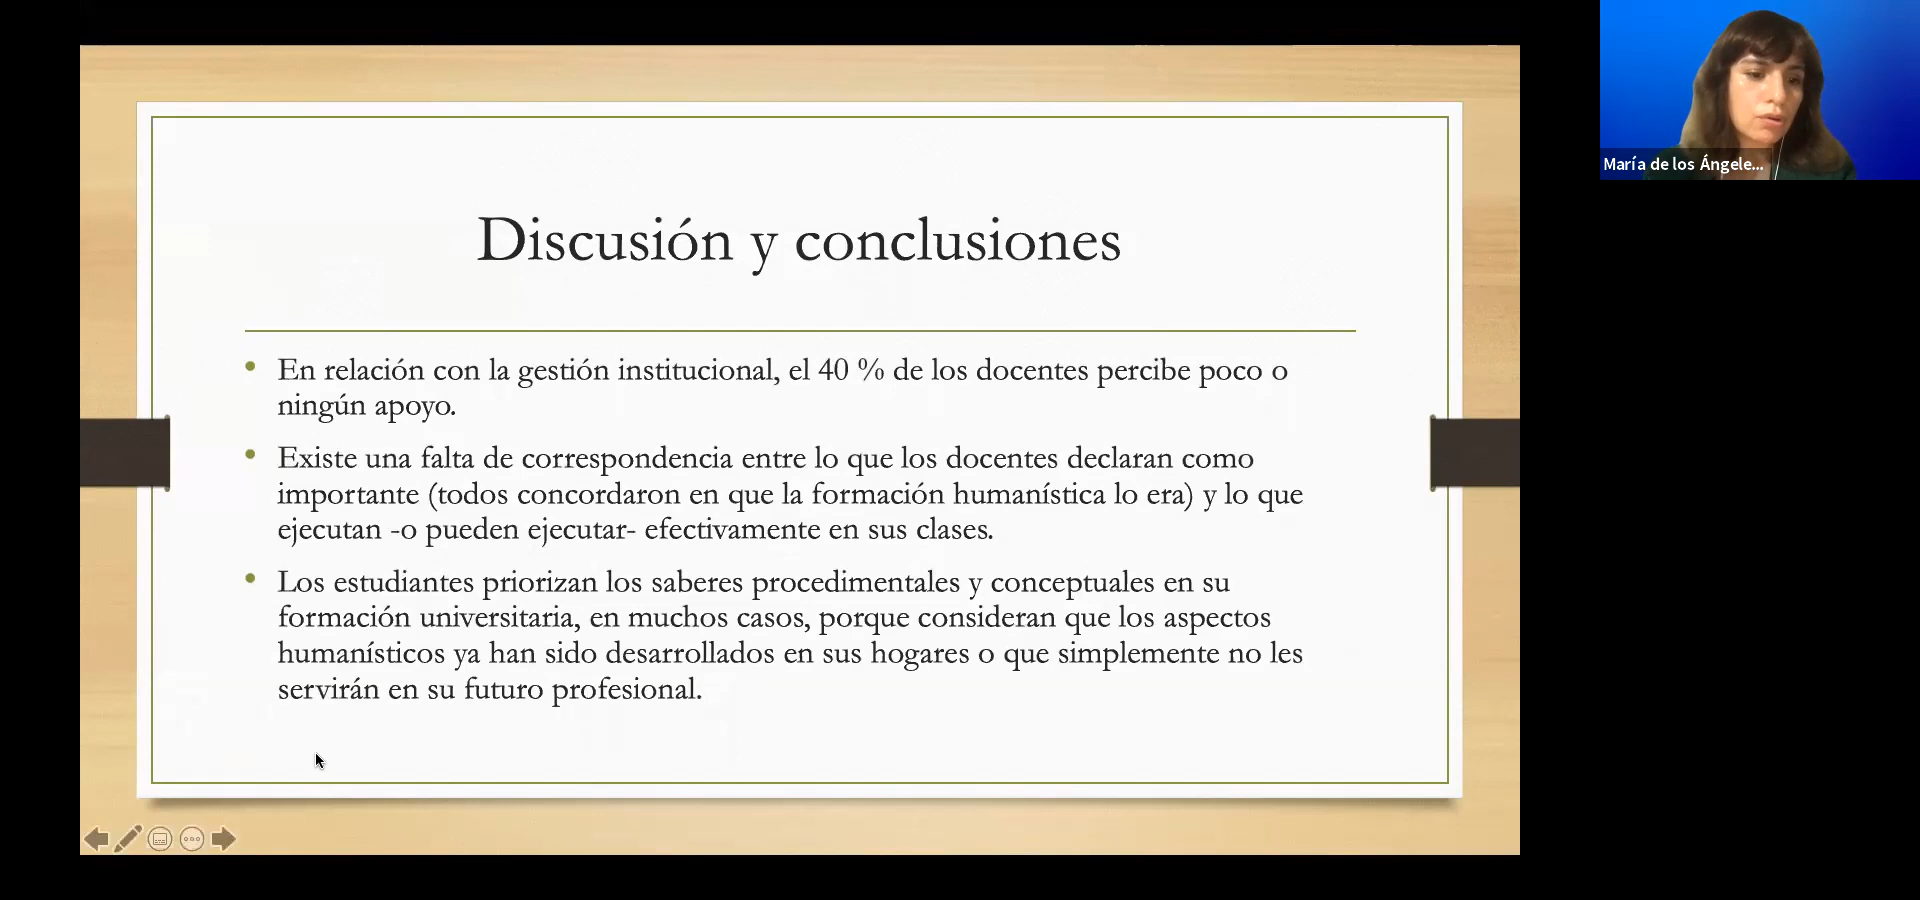 Discusión y conclusiones
• En relación con la gestión institucional, el 40 % de los docentes percibe poco o
ningún apoyo.
• Existe una falta de correspondencia entre lo que los docentes declaran como
importante (todos concordaron en que la formación humanística lo era) y lo que
ejecutan -o pueden ejecutar- efectivamente en sus clases.
• Los estudiantes priorizan los saberes procedimentales y conceptuales en su
formación universitaria, en muchos casos, porque consideran que los aspectos
humanísticos ya han sido desarrollados en sus hogares o que simplemente no les
servirán en su futuro profesional.
María de los Ángele...